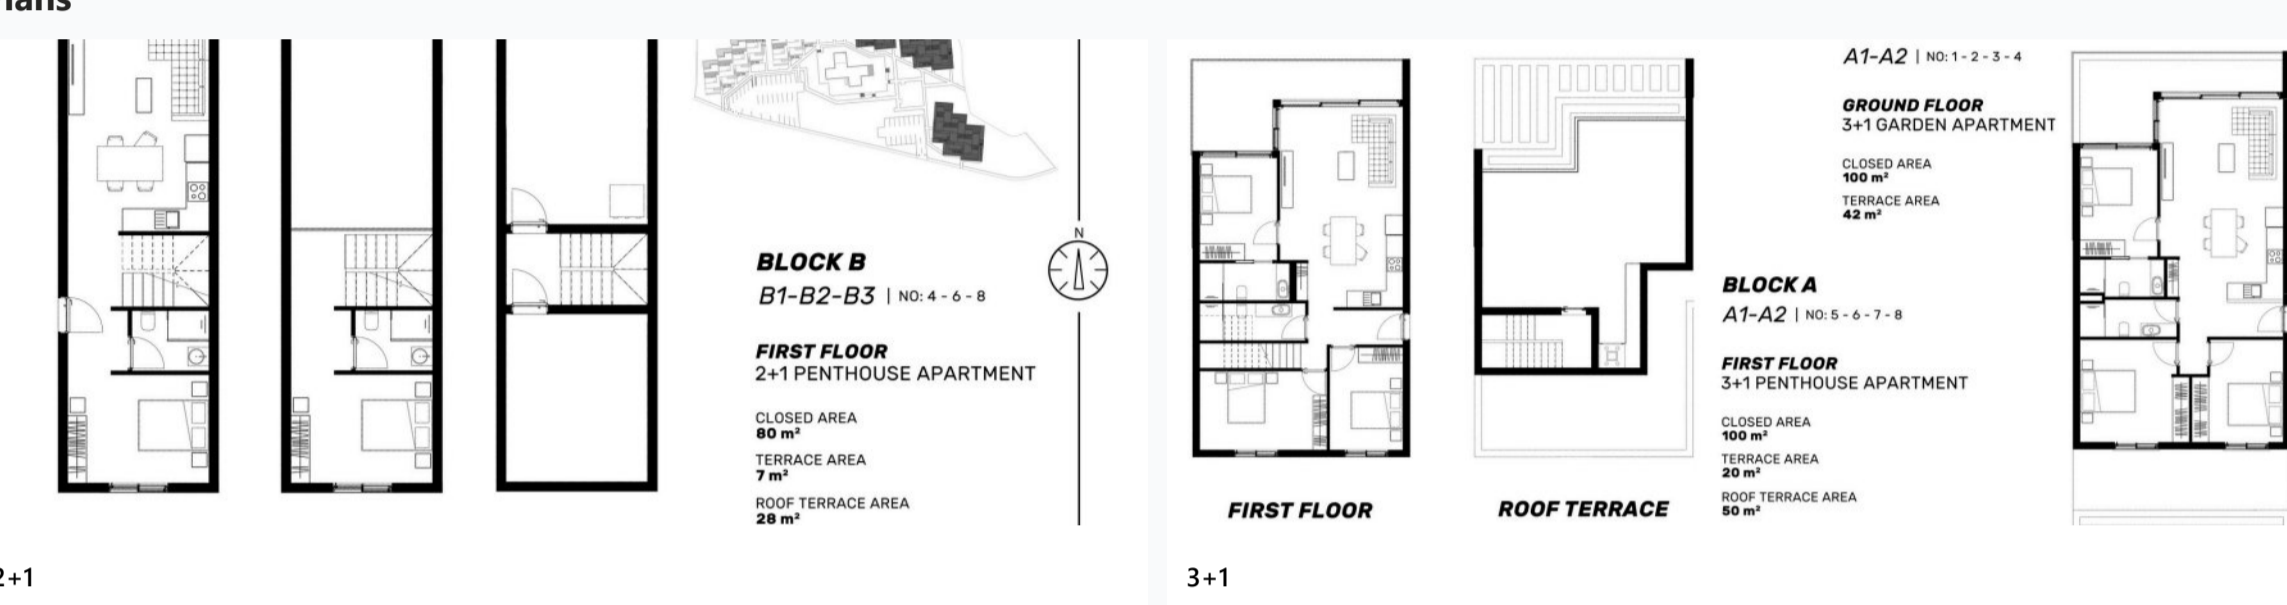 N
BLOCK B
B1-B2-B3 | NO: 4 - 6 - 8
FIRST FLOOR
2+1 PENTHOUSE APARTMENT
CLOSED AREA
80 m²
TERRACE AREA
7 m²
ROOF TERRACE AREA
28 m²
2+1
A1-A2 | NO: 1 - 2 - 3 - 4
GROUND FLOOR
3+1 GARDEN APARTMENT
CLOSED AREA
100 m²
TERRACE AREA
42 m²
BLOCK A
A1-A2 | NO: 5 - 6 - 7 - 8
FIRST FLOOR
3+1 PENTHOUSE APARTMENT
CLOSED AREA
100 m²
TERRACE AREA
20 m²
ROOF TERRACE AREA
50 m²
FIRST FLOOR
ROOF TERRACE
3+1